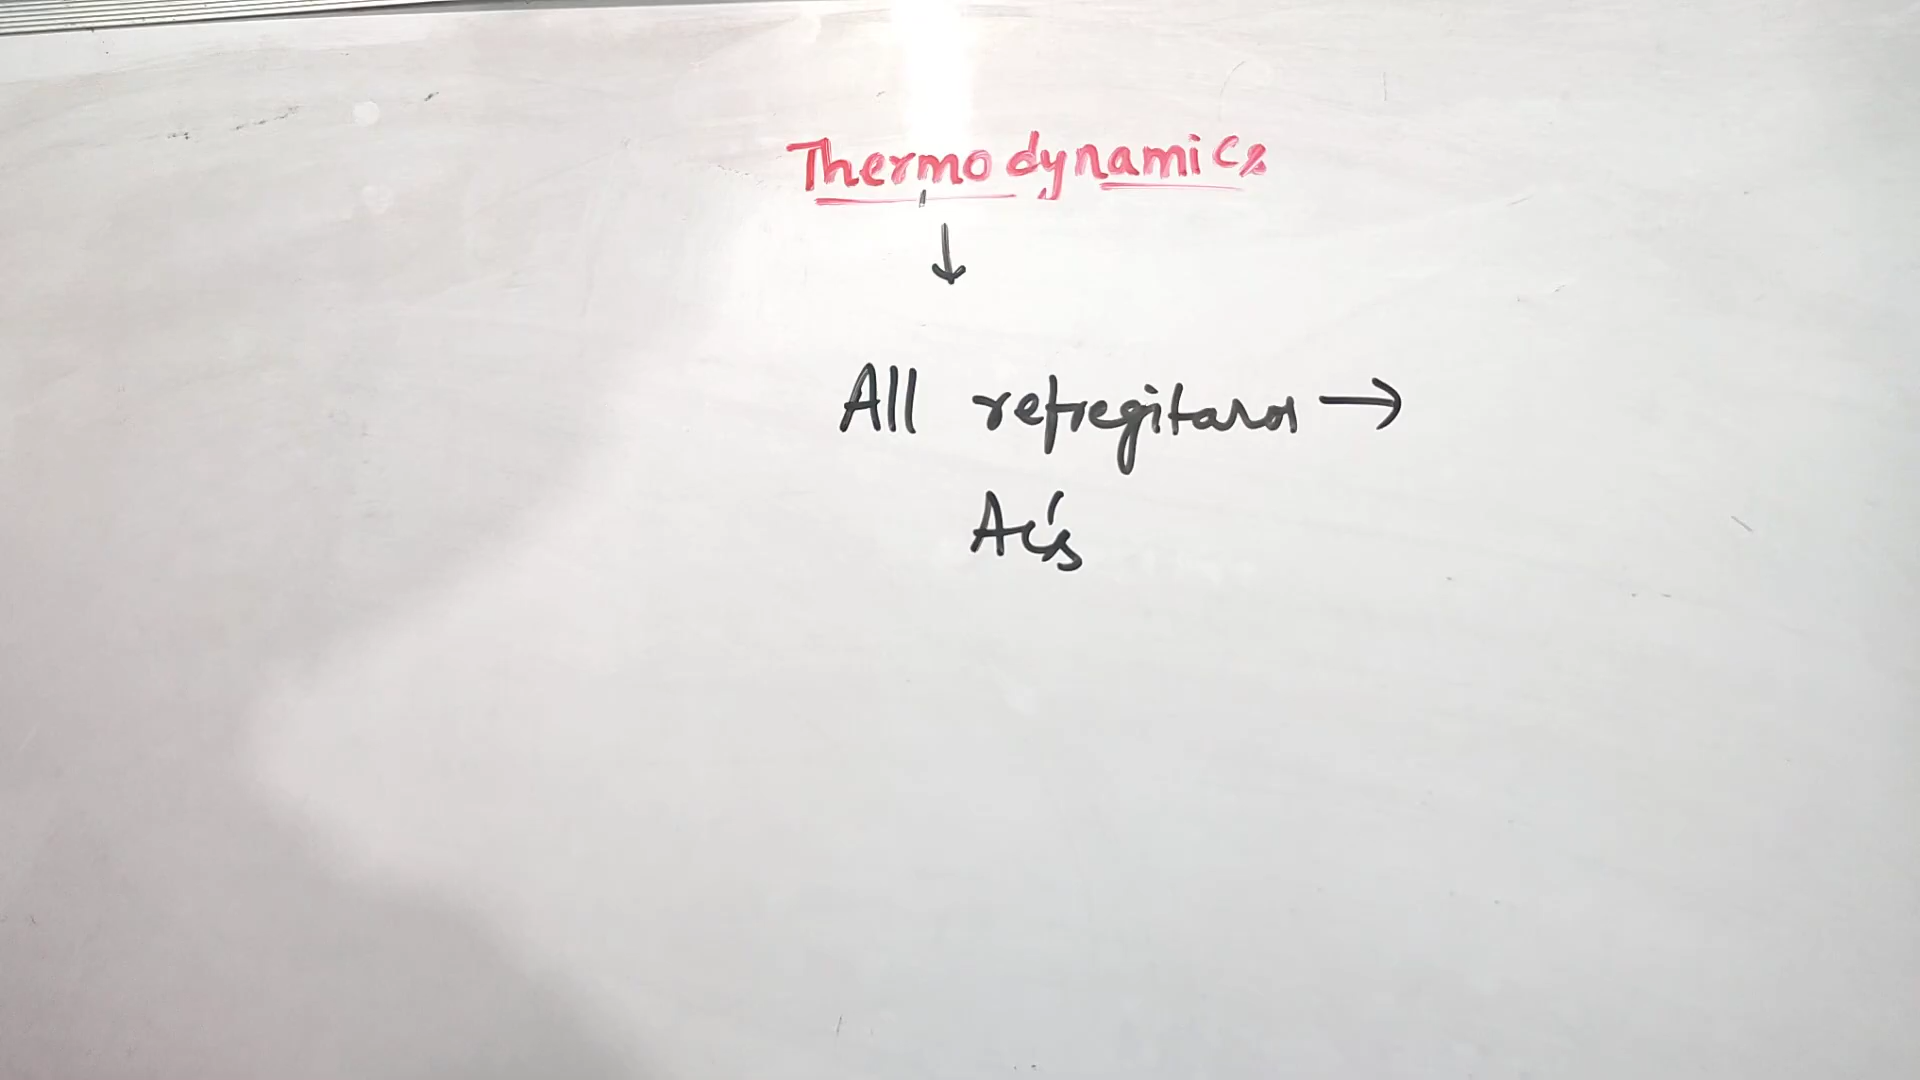 Thermodynamics
↓
All refregitaros →
Ac's